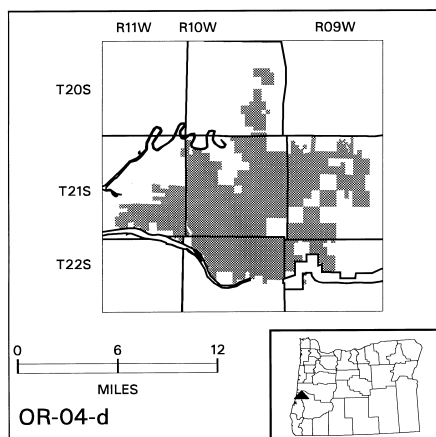 R11W R10W R09W
T20S
T21S
T22S
0 6 12
MILES
OR-04-d